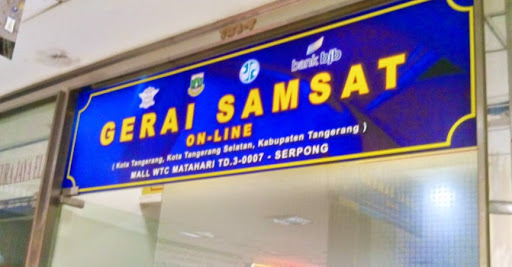 bank bjb
GERAI SAMSAT
ON-LINE
( Kota Tangerang, Kota Tangerang Selatan, Kabupaten Tangerang )
MALL WTC MATAHARI TD.3-0007 - SERPONG